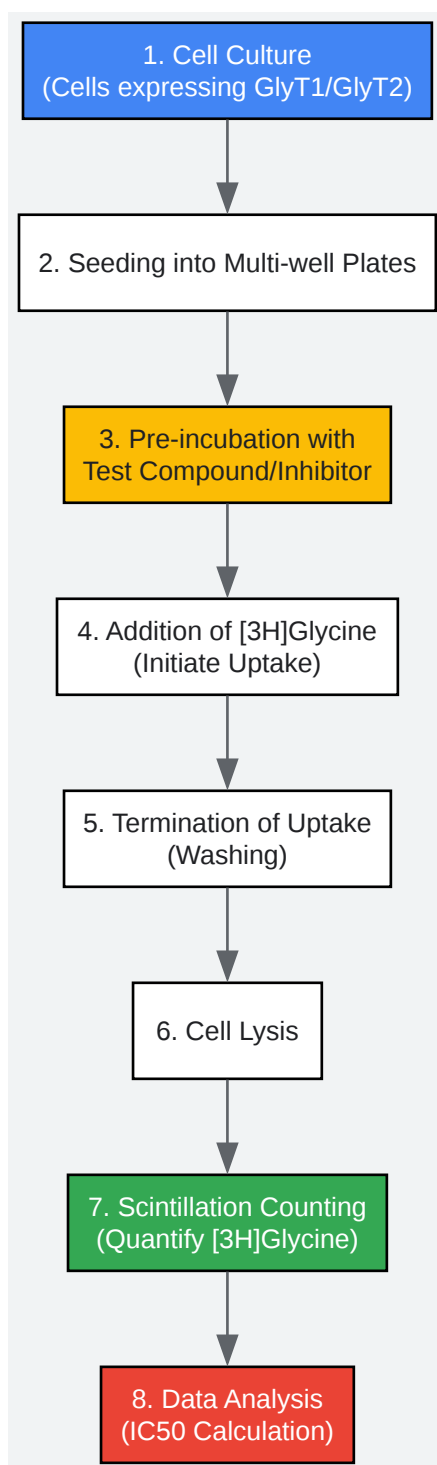 1. Cell Culture
(Cells expressing GlyT1/GlyT2)
2. Seeding into Multi-well Plates
3. Pre-incubation with
Test Compound/Inhibitor
4. Addition of [3H]Glycine
(Initiate Uptake)
5. Termination of Uptake
(Washing)
6. Cell Lysis
7. Scintillation Counting
(Quantify [3H]Glycine)
8. Data Analysis
(IC50 Calculation)